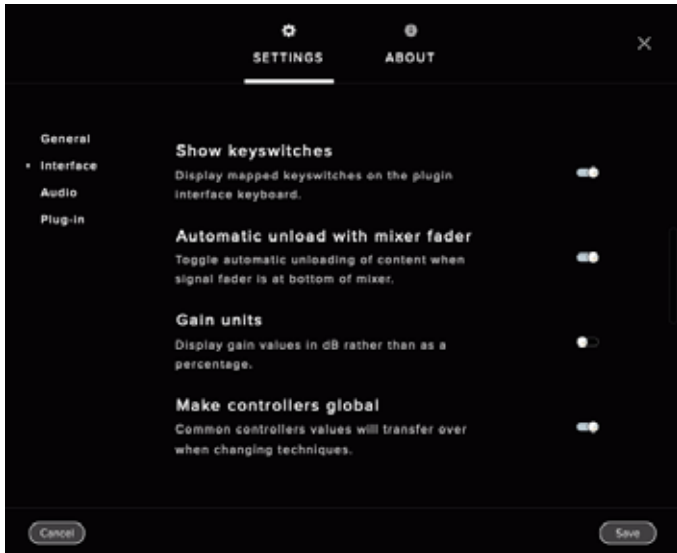 SETTINGS
ABOUT
General
Interface
Audio
Plug-in
Show keyswitches
Display mapped keyswitches on the plugin
interface keyboard.
Automatic unload with mixer fader
Toggle automatic unloading of content when
signal fader is at bottom of mixer.
Gain units
Display gain values in dB rather than as a
percentage.
Make controllers global
Common controllers values will transfer over
when changing techniques.
Cancel
Save